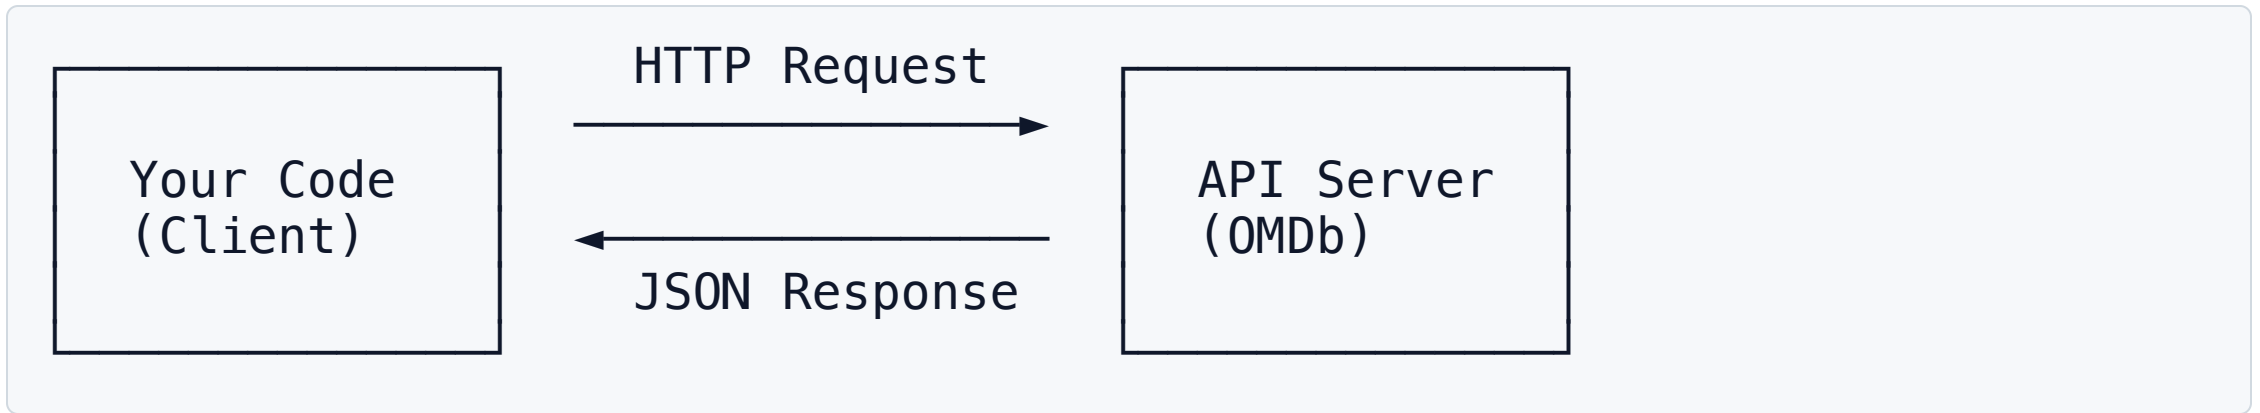 HTTP Request
Your Code
(Client)
API Server
(OMDb)
JSON Response